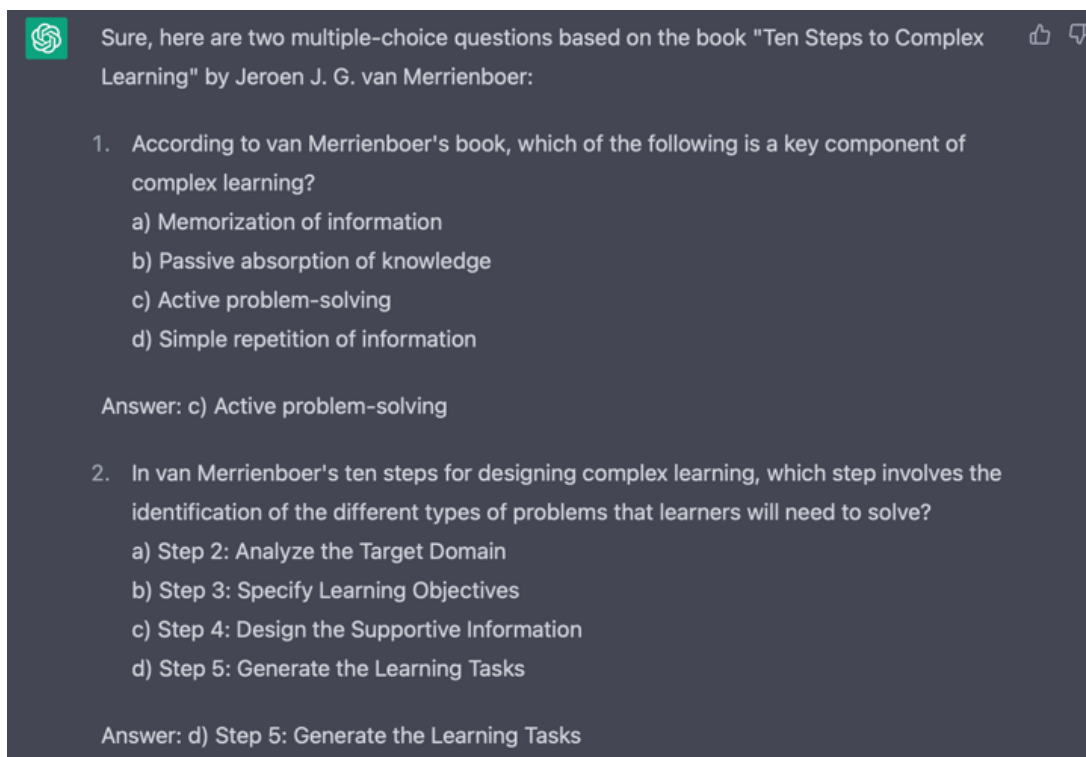 Sure, here are two multiple-choice questions based on the book "Ten Steps to Complex
Learning" by Jeroen J. G. van Merrienboer:
1. According to van Merrienboer's book, which of the following is a key component of
complex learning?
a) Memorization of information
b) Passive absorption of knowledge
c) Active problem-solving
d) Simple repetition of information
Answer: c) Active problem-solving
2. In van Merrienboer's ten steps for designing complex learning, which step involves the
identification of the different types of problems that learners will need to solve?
a) Step 2: Analyze the Target Domain
b) Step 3: Specify Learning Objectives
c) Step 4: Design the Supportive Information
d) Step 5: Generate the Learning Tasks
Answer: d) Step 5: Generate the Learning Tasks